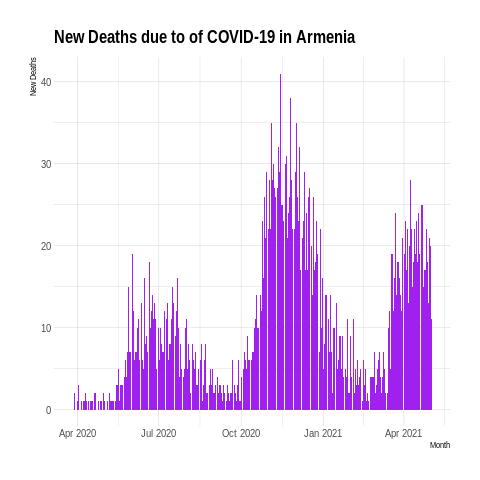 New Deaths due to of COVID-19 in Armenia
New Deaths
40
30
20
10
0
Apr 2020 Jul 2020 Oct 2020 Jan 2021 Apr 2021
Month